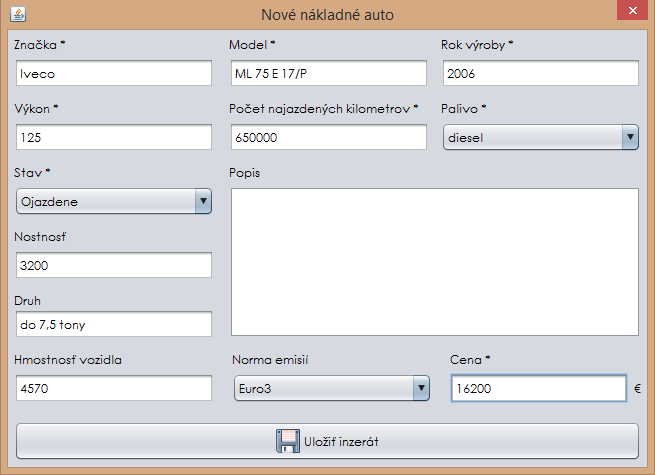 Nové nákladné auto
Značka * Model * Rok výroby *
Iveco ML 75 E 17/P 2006
Výkon * Počet najazdených kilometrov * Palivo *
125 650000 diesel
Stav * Popis
Ojazdene
Nostnosť
3200
Druh
do 7,5 tony
Hmostnosť vozidla Norma emisií Cena *
4570 Euro3 16200 €
Uložiť inzerát